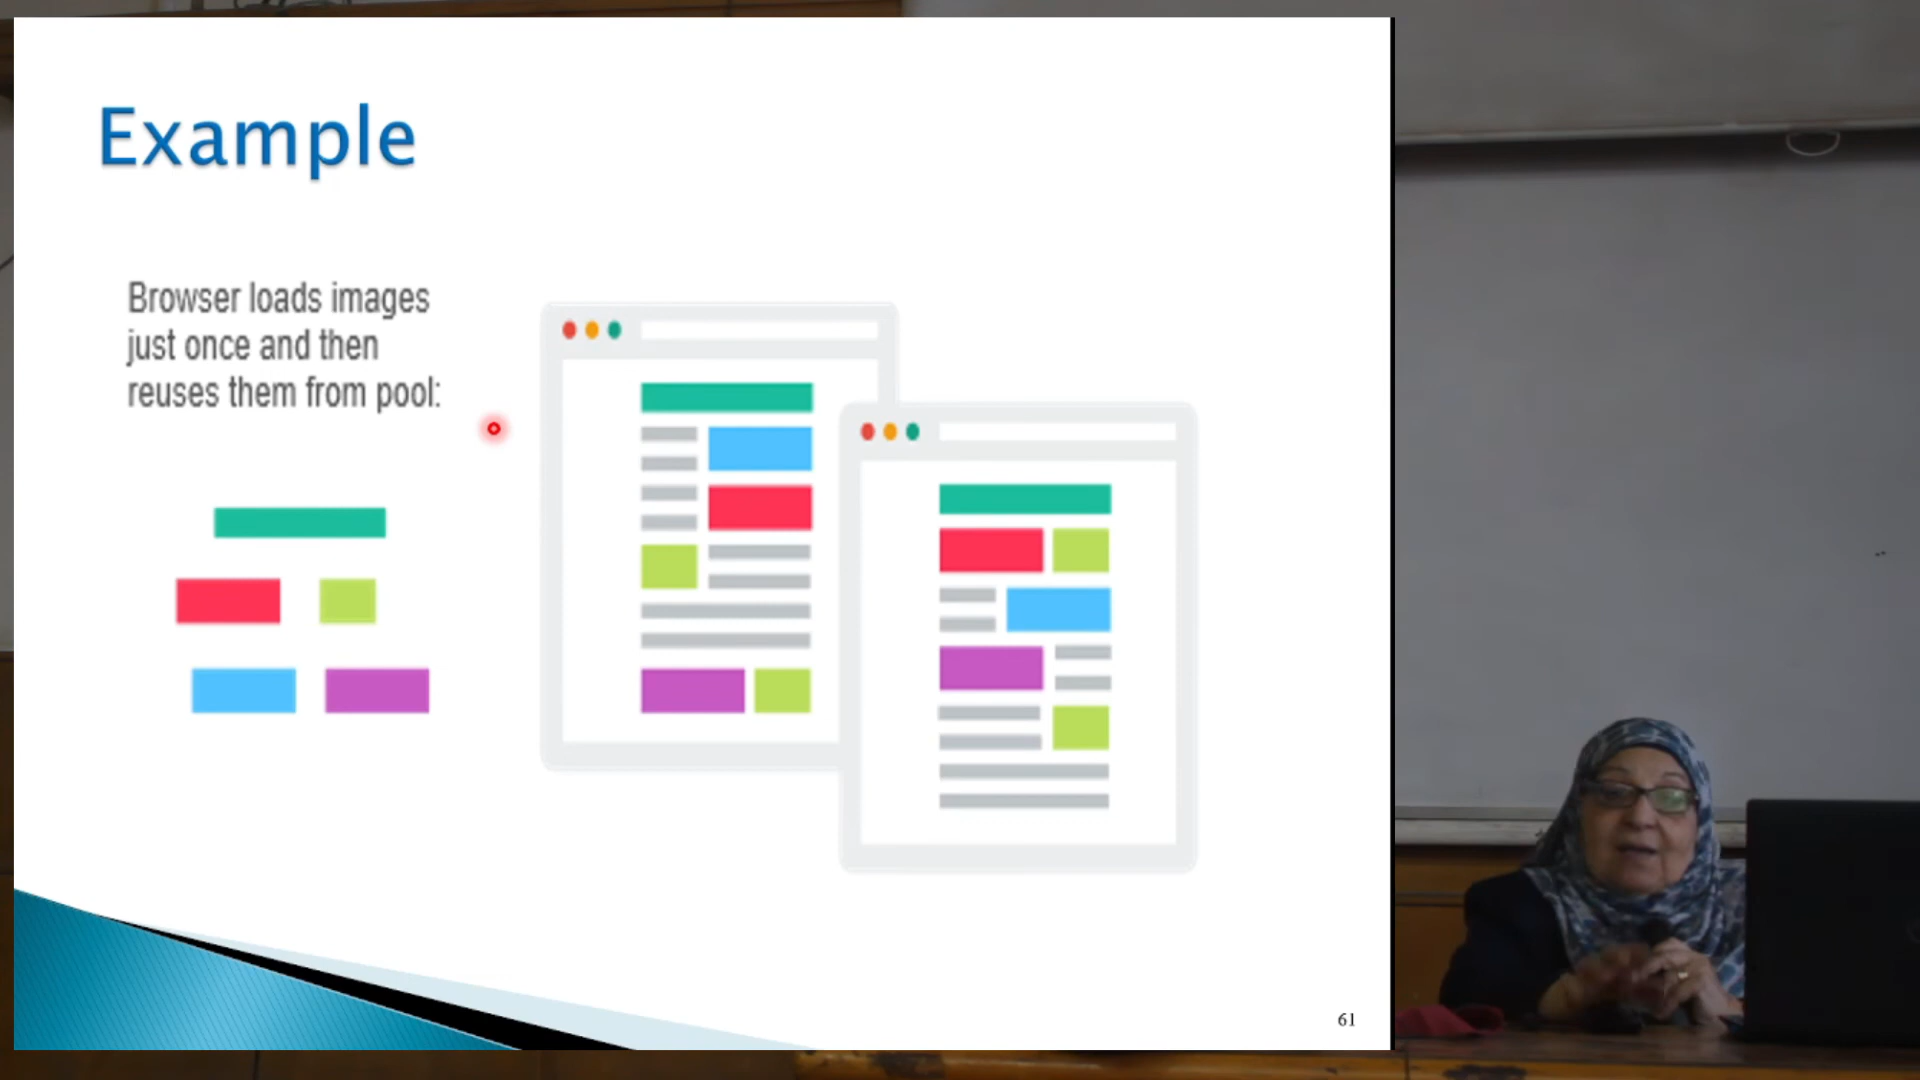 Example
Browser loads images
just once and then
reuses them from pool:
61